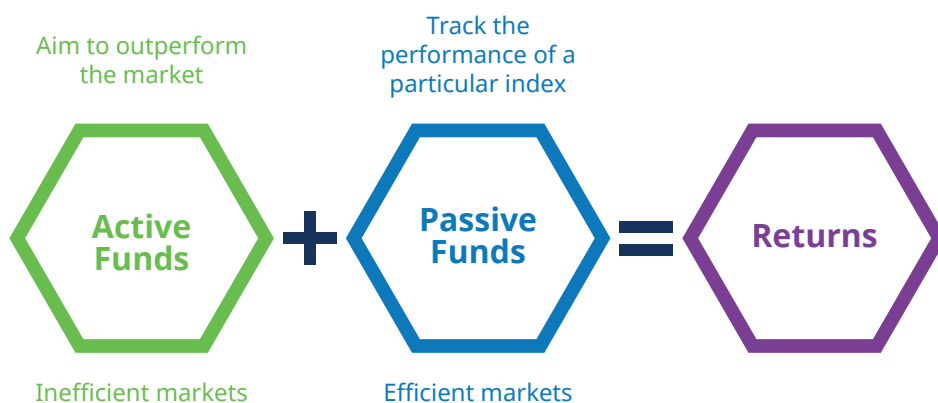 Aim to outperform
the market
Track the
performance of a
particular index
Active
Funds
+
Passive
Funds
=
Returns
Inefficient markets
Efficient markets